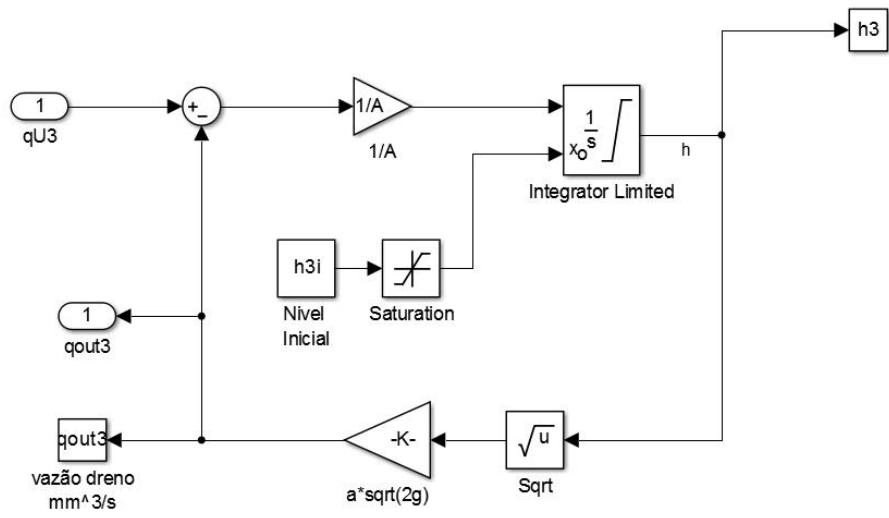 h3
1
qU3
+
−
1/A
1/A
1
s
xo
h
Integrator Limited
h3i
Nivel
Inicial
Saturation
1
qout3
qout3
vazão dreno
mm^3/s
-K-
a*sqrt(2g)
√u
Sqrt